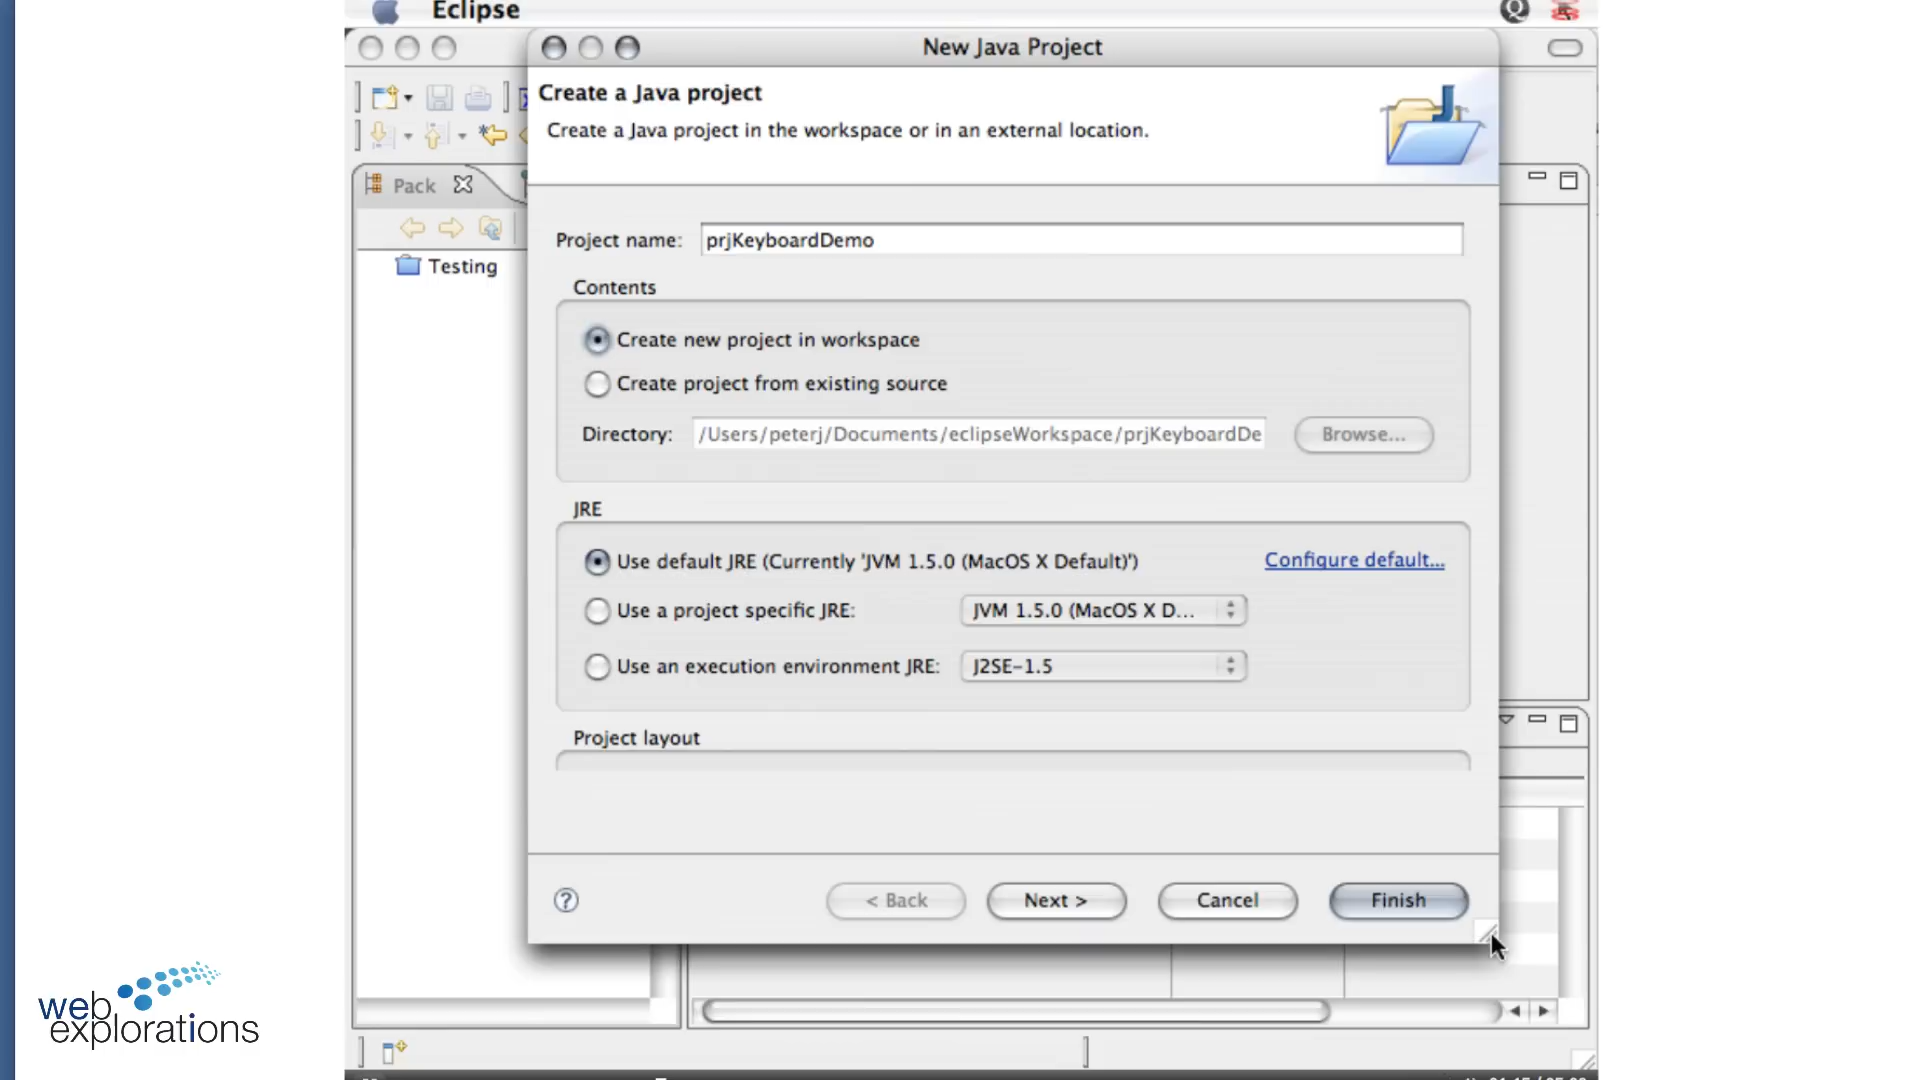 Eclipse
New Java Project
Create a Java project
Create a Java project in the workspace or in an external location.
Pack
Testing
Project name: prjKeyboardDemo
Contents
Create new project in workspace
Create project from existing source
Directory: /Users/peterj/Documents/eclipseWorkspace/prjKeyboardDe
Browse...
JRE
Use default JRE (Currently 'JVM 1.5.0 (MacOS X Default)')
Configure default...
Use a project specific JRE: JVM 1.5.0 (MacOS X D...
Use an execution environment JRE: J2SE-1.5
Project layout
? < Back Next > Cancel Finish
web
explorations